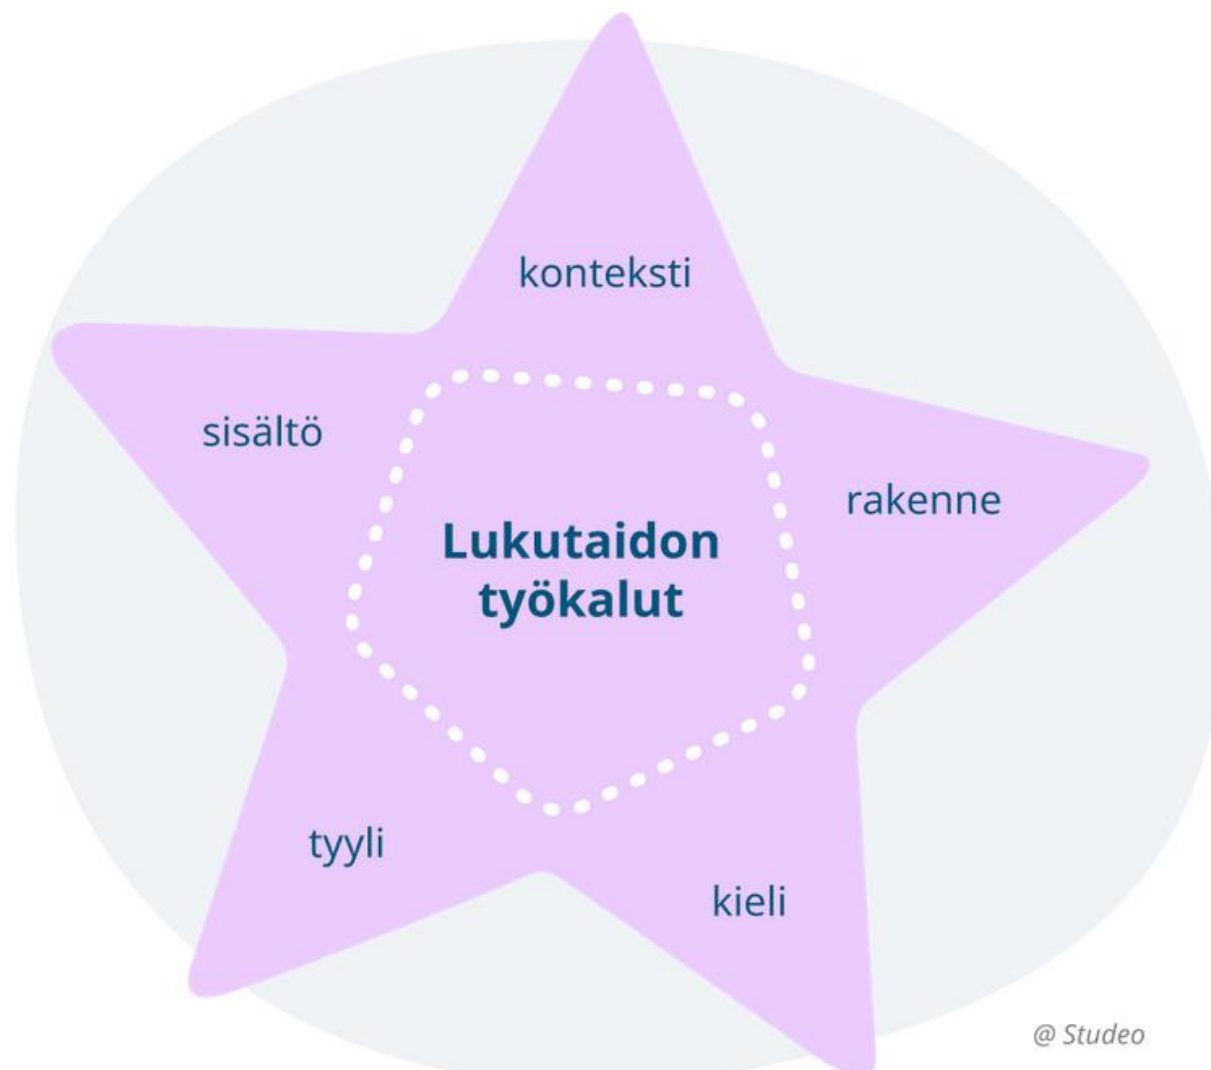 konteksti
sisältö
rakenne
Lukutaidon
työkalut
tyyli
kieli
@ Studeo